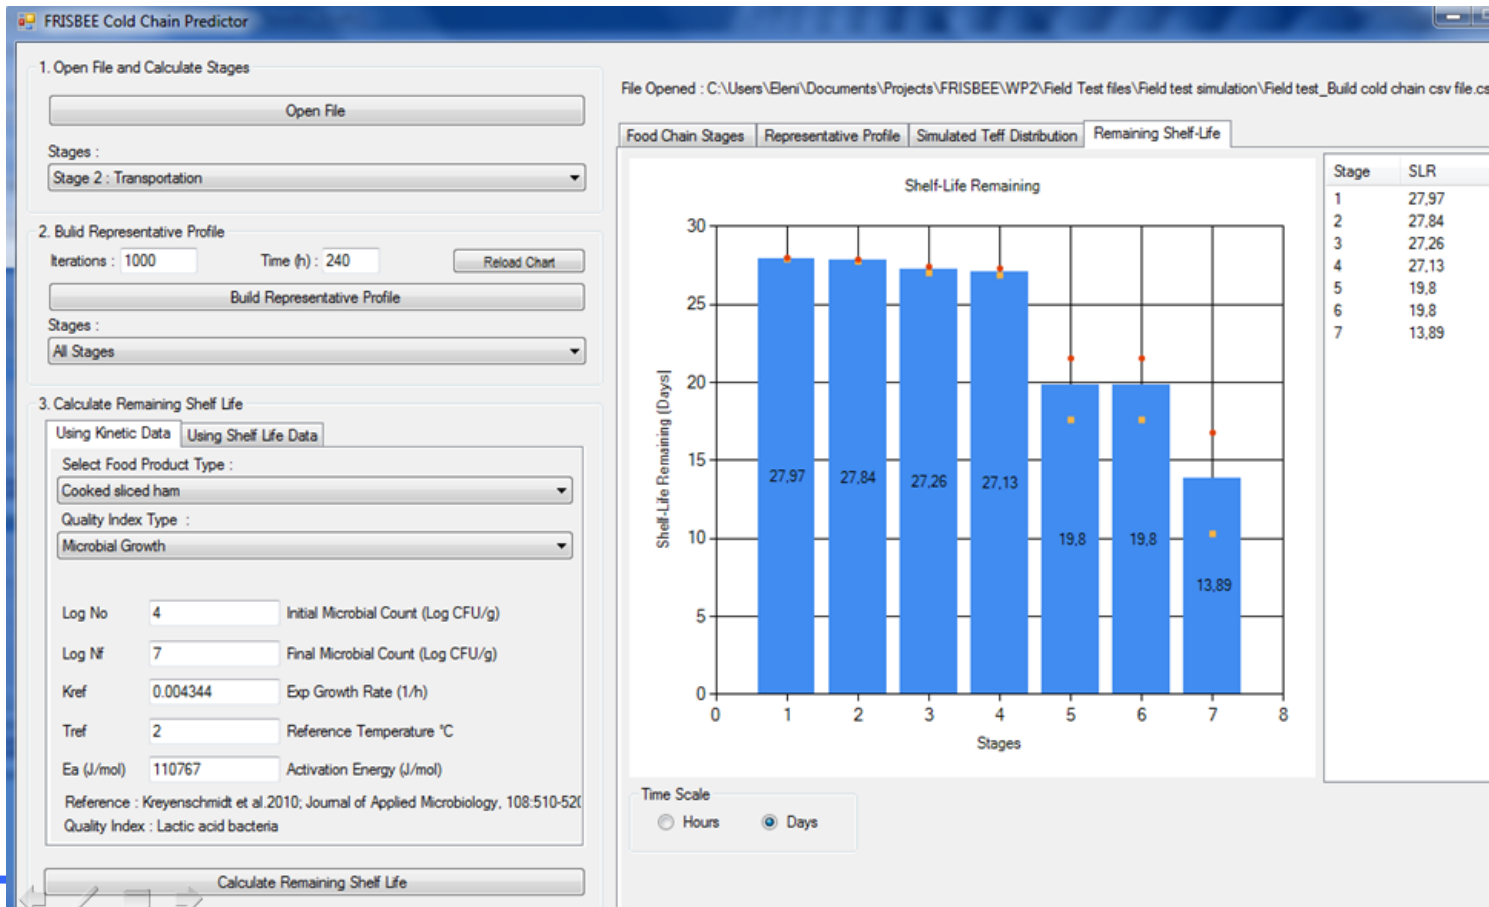 FRISBEE Cold Chain Predictor
1. Open File and Calculate Stages
Open File
Stages :
Stage 2 : Transportation
2. Bulid Representative Profile
Iterations : 1000 Time (h) : 240 Reload Chart
Build Representative Profile
Stages :
All Stages
3. Calculate Remaining Shelf Life
Using Kinetic Data Using Shelf Life Data
Select Food Product Type :
Cooked sliced ham
Quality Index Type :
Microbial Growth
Log No 4 Initial Microbial Count (Log CFU/g)
Log Nf 7 Final Microbial Count (Log CFU/g)
Kref 0.004344 Exp Growth Rate (1/h)
Tref 2 Reference Temperature °C
Ea (J/mol) 110767 Activation Energy (J/mol)
Reference : Kreyenschmidt et al.2010; Journal of Applied Microbiology, 108:510-520
Quality Index : Lactic acid bacteria
Calculate Remaining Shelf Life
File Opened : C:\Users\Eleni\Documents\Projects\FRISBEE\WP2\Field Test files\Field test simulation\Field test_Build cold chain csv file.cs
Food Chain Stages Representative Profile Simulated Teff Distribution Remaining Shelf-Life
Shelf-Life Remaining
Shelf-Life Remaining (Days)
30
25
20
15
10
5
0
27,97 27,84 27,26 27,13 19,8 19,8 13,89
0 1 2 3 4 5 6 7 8
Stages
Stage SLR
1 27,97
2 27,84
3 27,26
4 27,13
5 19,8
6 19,8
7 13,89
Time Scale
Hours Days